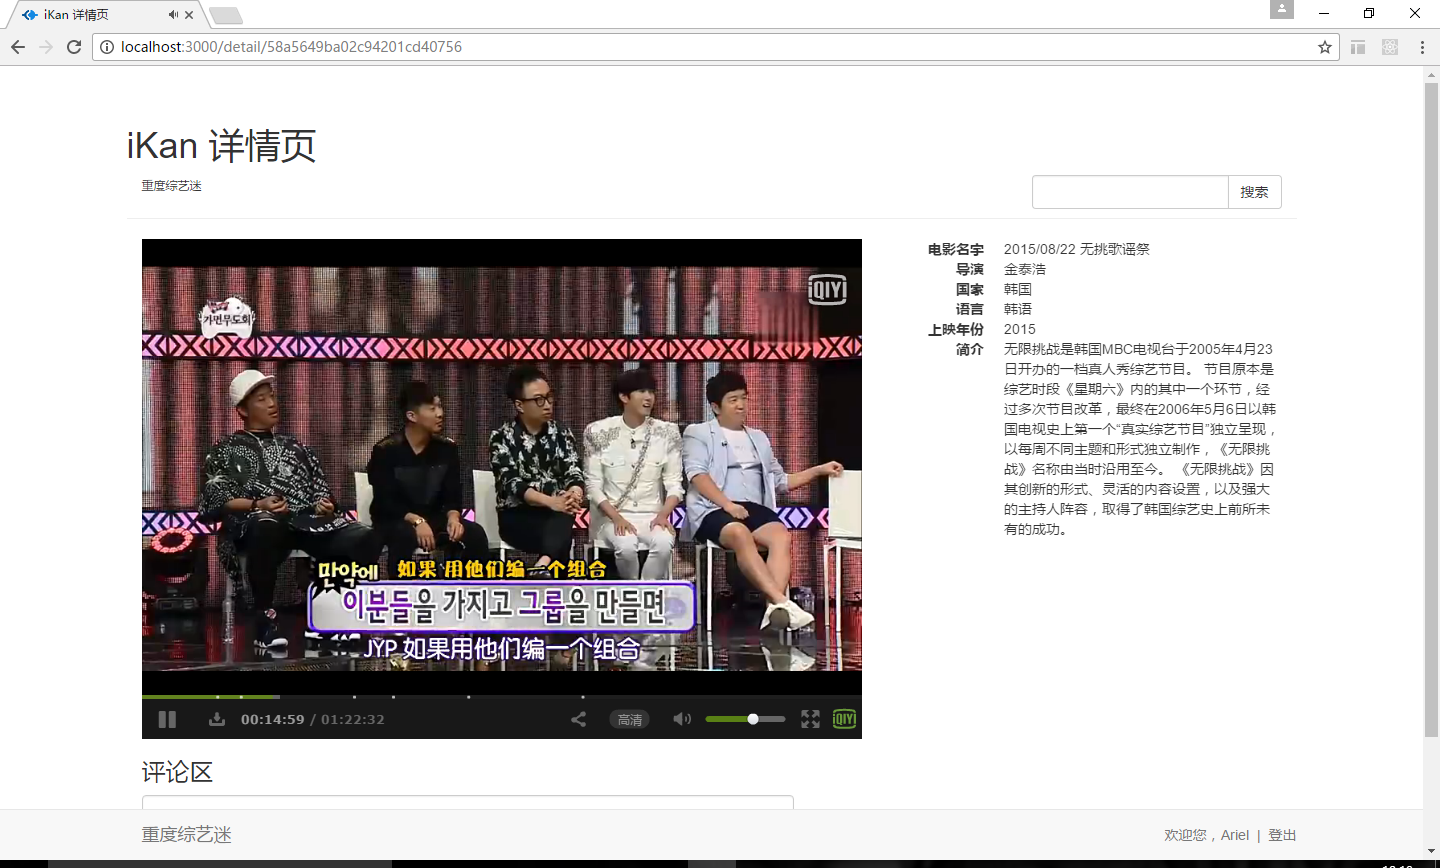 iKan 详情页
localhost:3000/detail/58a5649ba02c94201cd40756
iKan 详情页
重度综艺迷
搜索
iQIYI
가면무도회
만약에 如果 用他们编一个组合
이분들을 가지고 그룹을 만들면
JYP 如果用他们编一个组合
00:14:59 / 01:22:32
高清
iQIYI
电影名字 2015/08/22 无挑歌谣祭
导演 金泰浩
国家 韩国
语言 韩语
上映年份 2015
简介 无限挑战是韩国MBC电视台于2005年4月23
日开办的一档真人秀综艺节目。 节目原本是
综艺时段《星期六》内的其中一个环节，经
过多次节目改革，最终在2006年5月6日以韩
国电视史上第一个“真实综艺节目”独立呈现，
以每周不同主题和形式独立制作，《无限挑
战》名称由当时沿用至今。 《无限挑战》因
其创新的形式、灵活的内容设置，以及强大
的主持人阵容，取得了韩国综艺史上前所未
有的成功。
评论区
重度综艺迷
欢迎您，Ariel | 登出